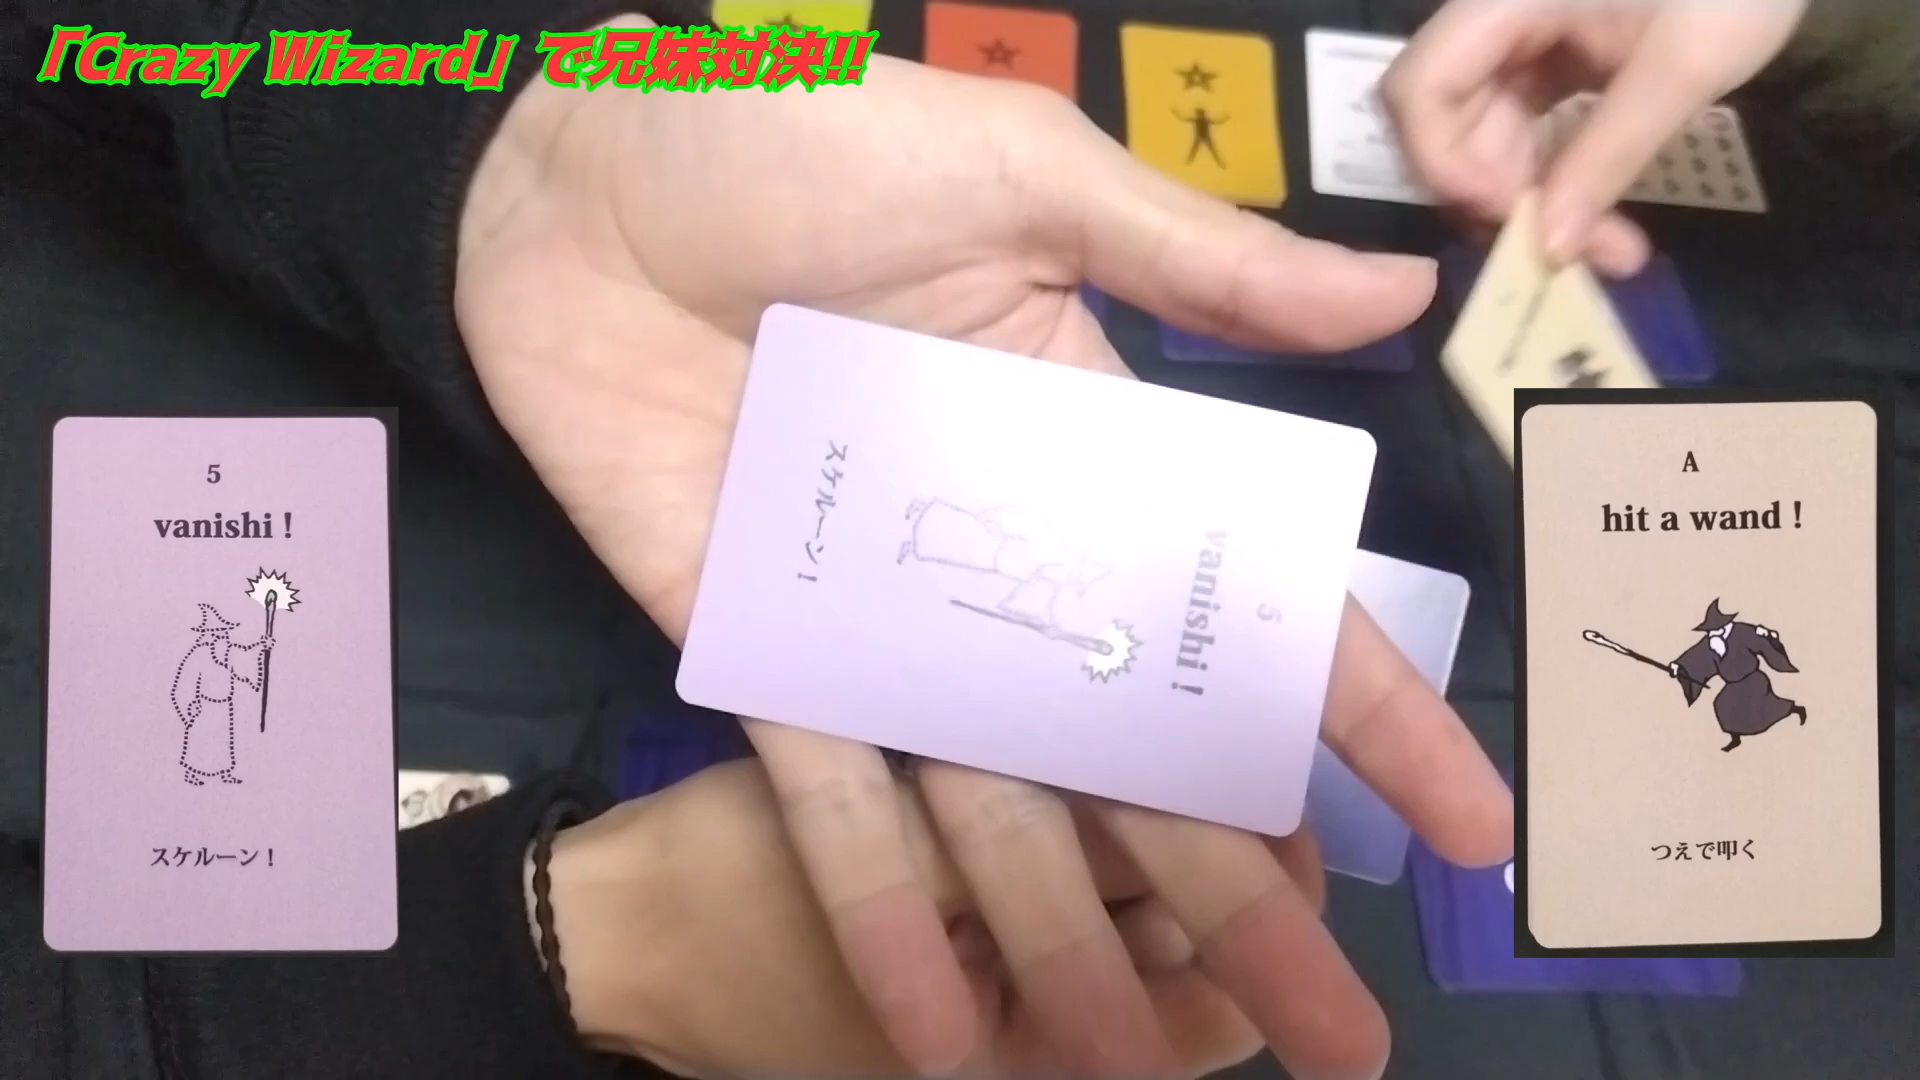 「Crazy Wizard」で兄妹対決!!
5
vanishi !
スケルーン！
5
vanishi !
スケルーン！
A
hit a wand !
つえで叩く